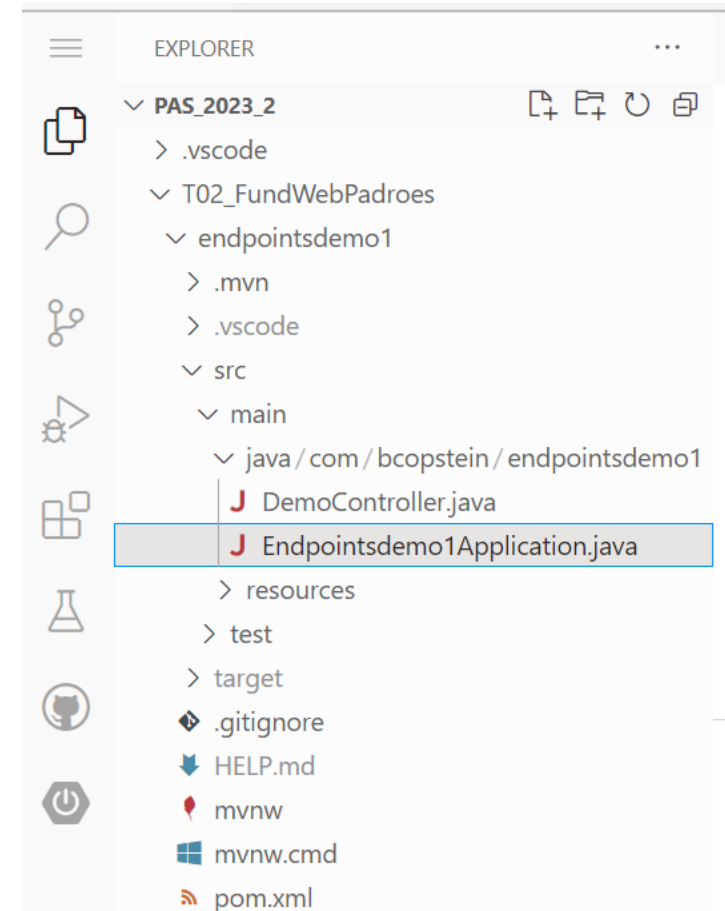 EXPLORER
PAS_2023_2
.vscode
T02_FundWebPadroes
endpointsdemo1
.mvn
.vscode
src
main
java/com/bcopstein/endpointsdemo1
J DemoController.java
J Endpointsdemo1Application.java
resources
test
target
.gitignore
HELP.md
mvnw
mvnw.cmd
pom.xml